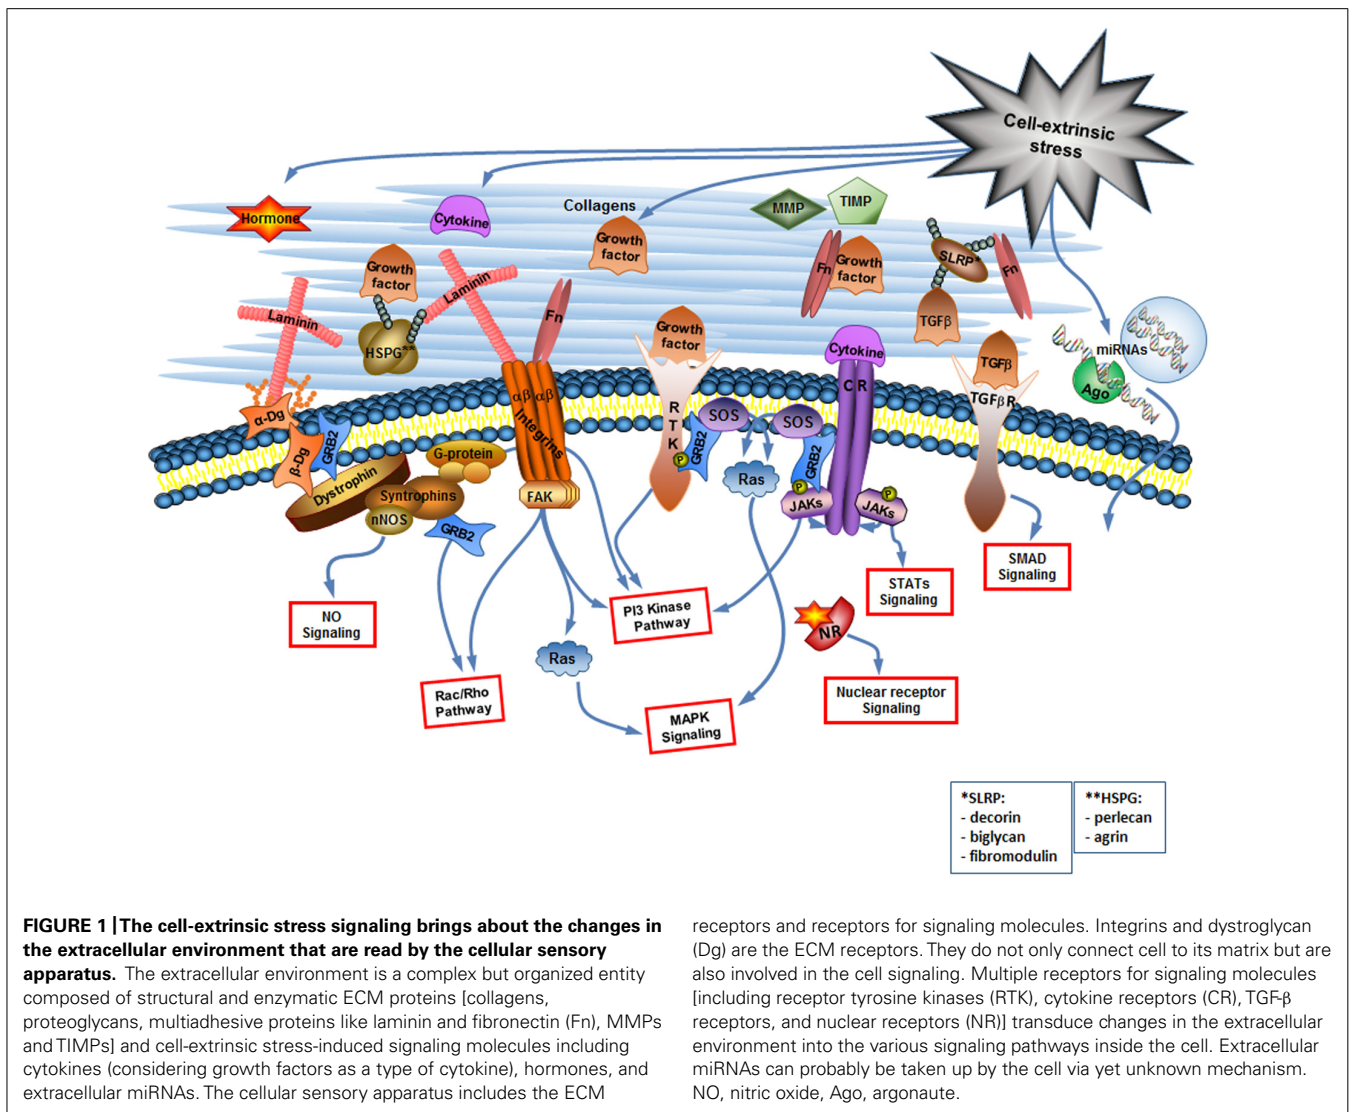 Cell-extrinsic
stress
Hormone
Cytokine
Collagens
Growth
factor
MMP
TIMP
Growth
factor
Laminin
Fn
Growth
factor
SLRP*
Fn
Laminin
HSPG**
Fn
Growth
factor
TGFβ
Cytokine
TGFβ
miRNAs
Ago
α-Dg
β-Dg
GRB2
Dystrophin
G-protein
Syntrophins
nNOS
GRB2
αβ αβ
Integrins
FAK
RTK
P
GRB2
SOS
SOS
Ras
GRB2
P
JAKs
CR
P
JAKs
TGFβR
NO
Signaling
Rac/Rho
Pathway
Ras
PI3 Kinase
Pathway
MAPK
Signaling
STATs
Signaling
SMAD
Signaling
NR
Nuclear receptor
Signaling
*SLRP:
- decorin
- biglycan
- fibromodulin
**HSPG:
- perlecan
- agrin
FIGURE 1 | The cell-extrinsic stress signaling brings about the changes in
the extracellular environment that are read by the cellular sensory
apparatus. The extracellular environment is a complex but organized entity
composed of structural and enzymatic ECM proteins [collagens,
proteoglycans, multiadhesive proteins like laminin and fibronectin (Fn), MMPs
and TIMPs] and cell-extrinsic stress-induced signaling molecules including
cytokines (considering growth factors as a type of cytokine), hormones, and
extracellular miRNAs. The cellular sensory apparatus includes the ECM
receptors and receptors for signaling molecules. Integrins and dystroglycan
(Dg) are the ECM receptors. They do not only connect cell to its matrix but are
also involved in the cell signaling. Multiple receptors for signaling molecules
[including receptor tyrosine kinases (RTK), cytokine receptors (CR), TGF-β
receptors, and nuclear receptors (NR)] transduce changes in the extracellular
environment into the various signaling pathways inside the cell. Extracellular
miRNAs can probably be taken up by the cell via yet unknown mechanism.
NO, nitric oxide, Ago, argonaute.